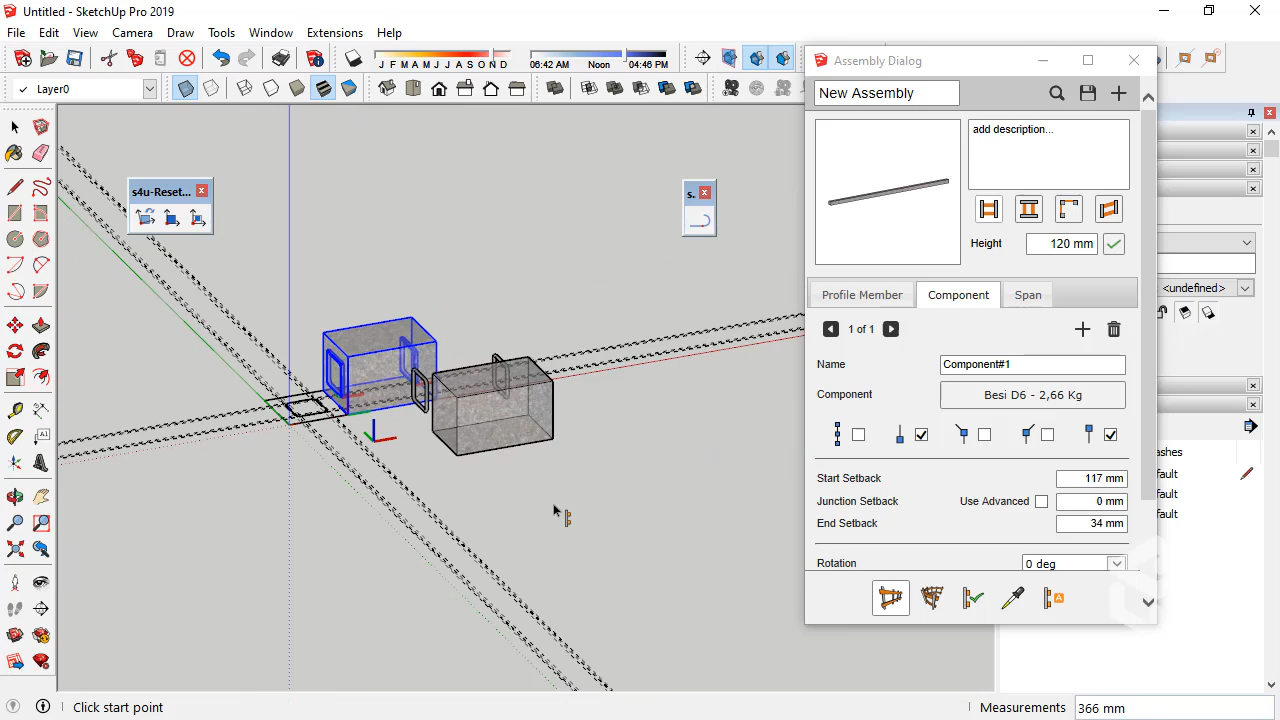 Untitled - SketchUp Pro 2019
File Edit View Camera Draw Tools Window Extensions Help
J F M A M J J A S O N D
06:42 AM Noon 04:46 PM
Layer0
s4u-Reset...
s.
Assembly Dialog
New Assembly
add description...
Height 120 mm
Profile Member Component Span
1 of 1
Name Component#1
Component Besi D6 - 2,66 Kg
Start Setback 117 mm
Junction Setback Use Advanced 0 mm
End Setback 34 mm
Rotation 0 deg
A
<undefined>
ashes
fault
fault
fault
Click start point
Measurements 366 mm